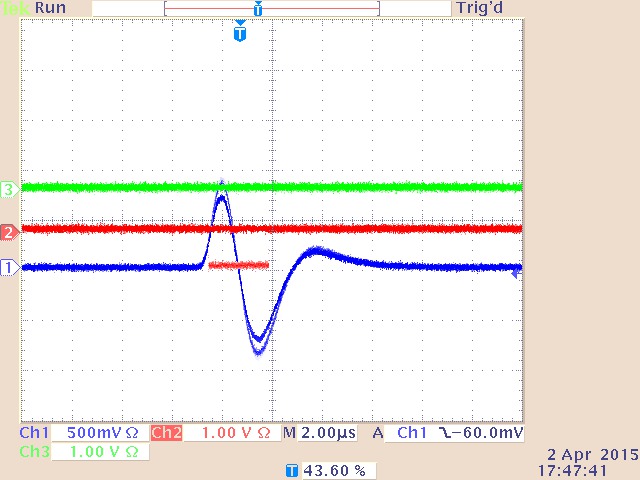 Tek Run Trig'd
T
T
3
2
1
Ch1 500mV Ω Ch2 1.00 V Ω M 2.00µs A Ch1 ∖ −60.0mV
Ch3 1.00 V Ω
T 43.60 %
2 Apr 2015
17:47:41